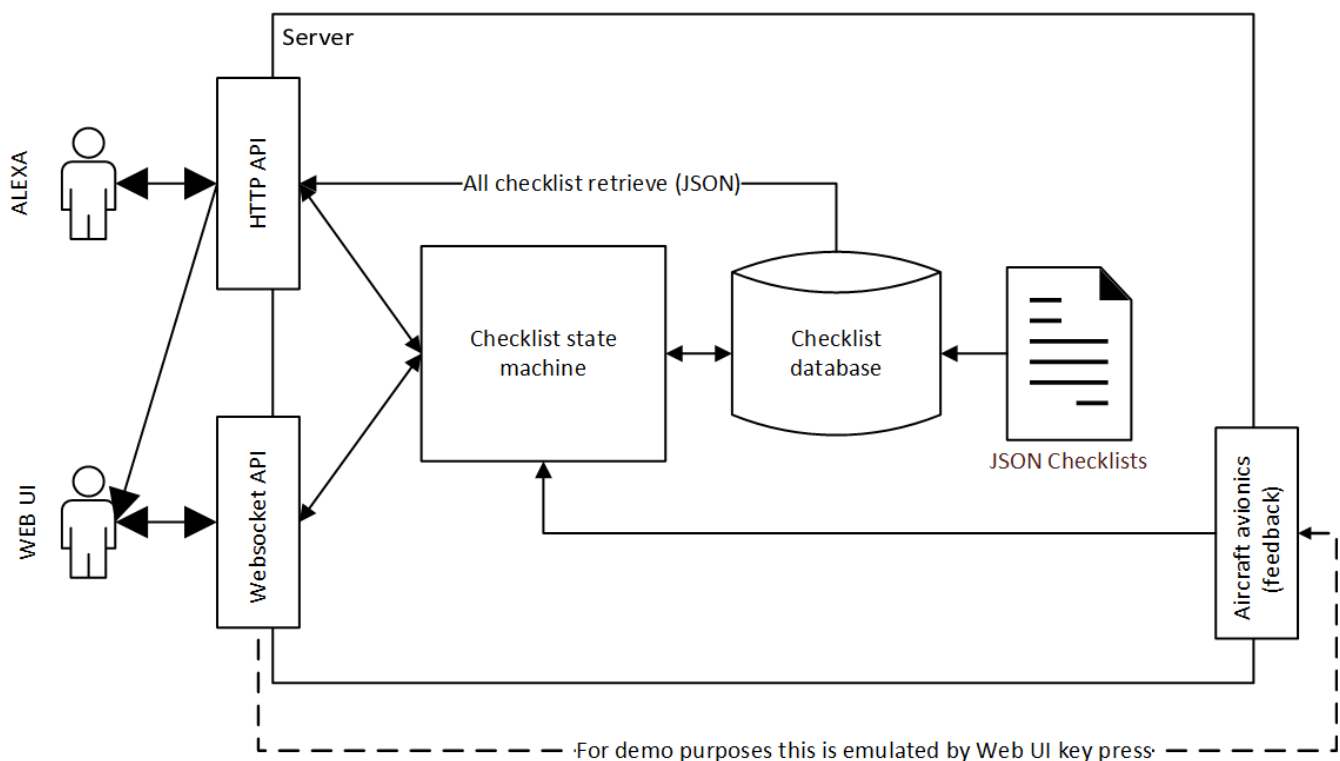 Server
ALEXA
HTTP API
All checklist retrieve (JSON)
Checklist state
machine
Checklist
database
JSON Checklists
WEB UI
Websocket API
Aircraft avionics
(feedback)
For demo purposes this is emulated by Web UI key press